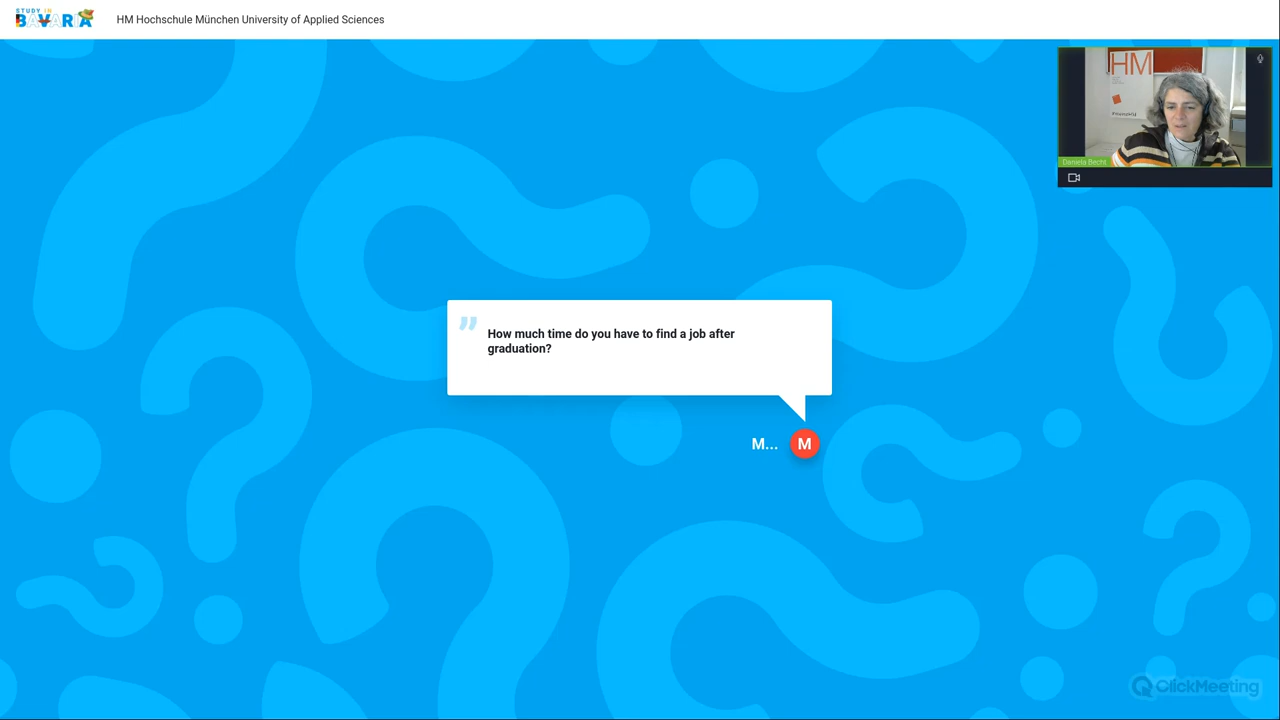 STUDY IN
BAVARIA
HM Hochschule München University of Applied Sciences
HM
Daniela Becht
How much time do you have to find a job after
graduation?
M...
M
ClickMeeting